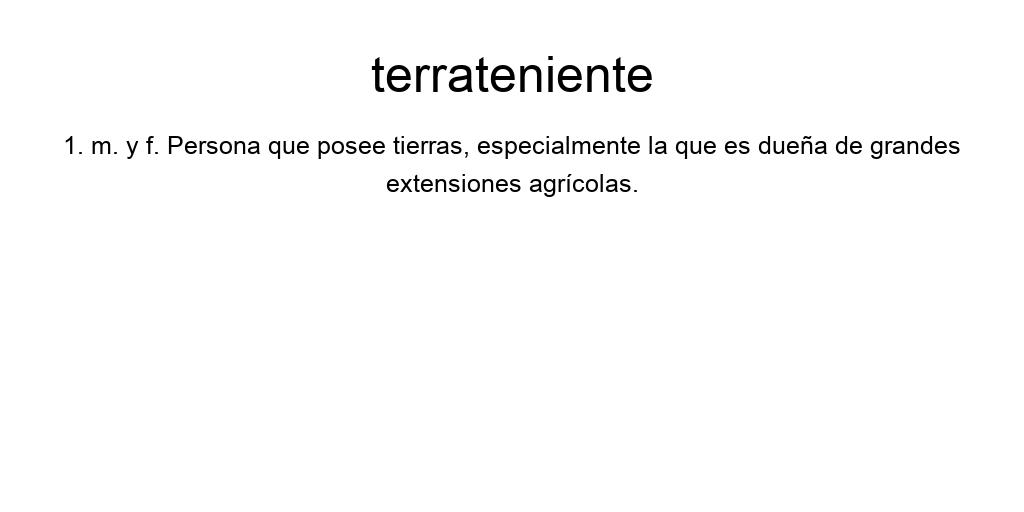 terrateniente
1. m. y f. Persona que posee tierras, especialmente la que es dueña de grandes
extensiones agrícolas.